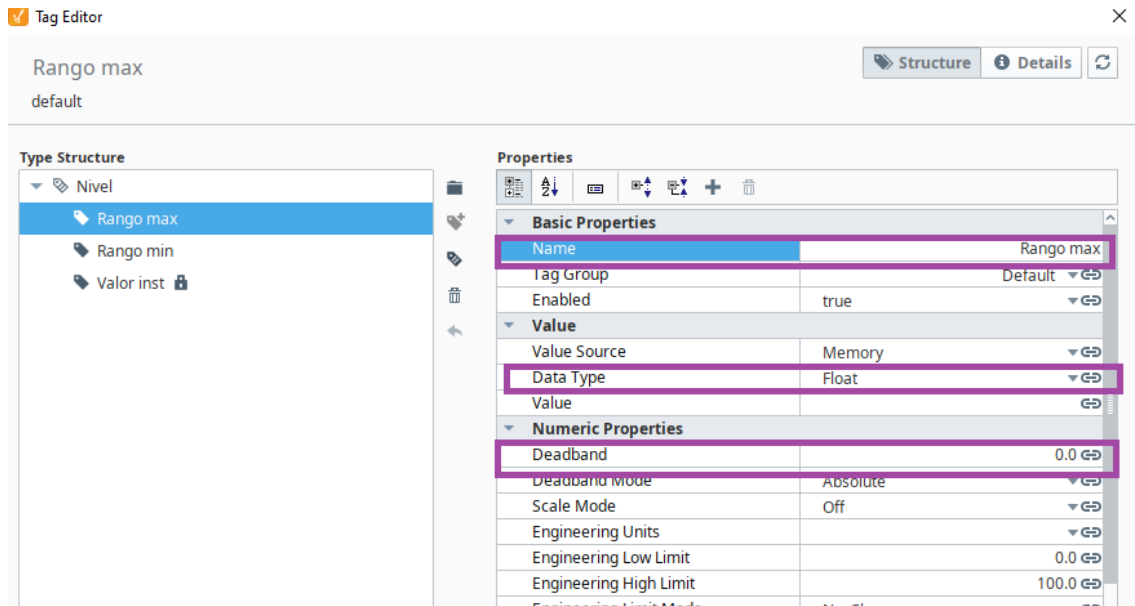 Tag Editor
Rango max
default
Structure
Details
Type Structure
Nivel
Rango max
Rango min
Valor inst
Properties
Basic Properties
Name Rango max
Tag Group Default
Enabled true
Value
Value Source Memory
Data Type Float
Value
Numeric Properties
Deadband 0.0
Deadband Mode Absolute
Scale Mode Off
Engineering Units
Engineering Low Limit 0.0
Engineering High Limit 100.0